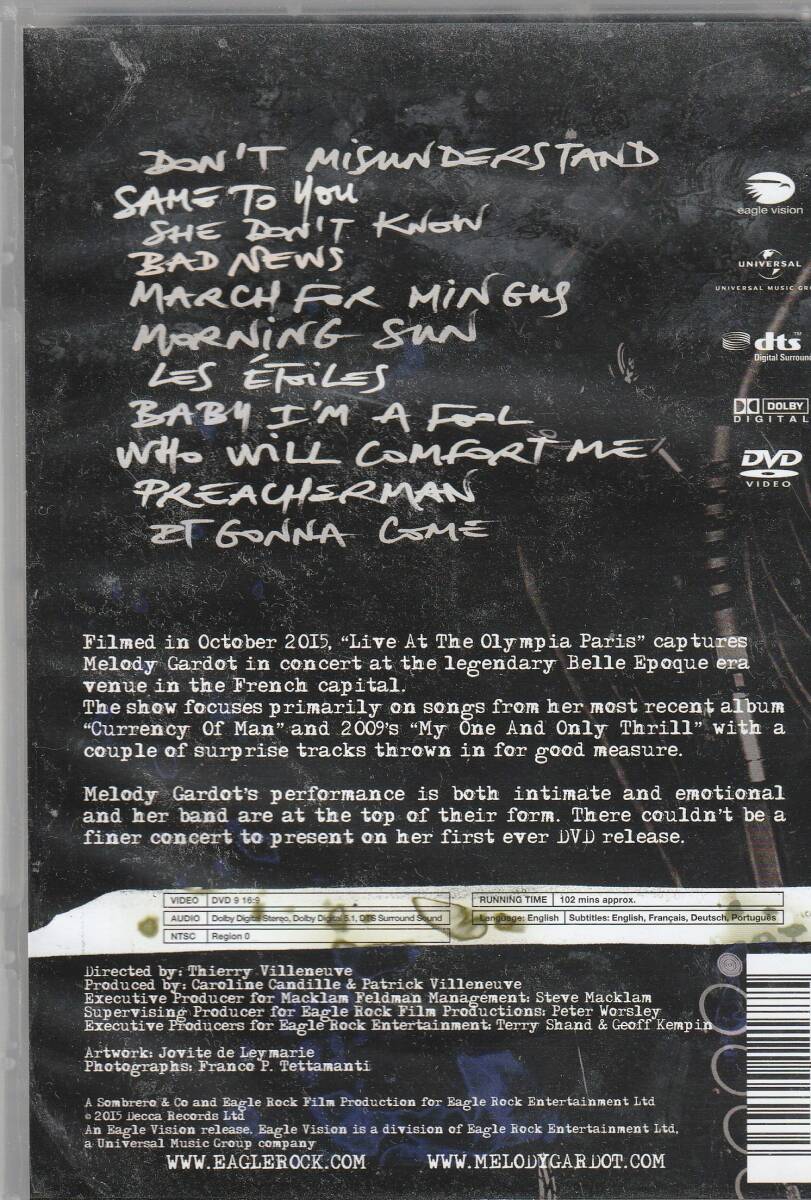 DON'T MISUNDERSTAND
SAME TO YOU
SHE DON'T KNOW
BAD NEWS
MARCH FOR MINGUS
MORNING SUN
LES ÉTOILES
BABY I'M A FOOL
WHO WILL COMFORT ME
PREACHERMAN
IT GONNA COME
eagle vision
UNIVERSAL
UNIVERSAL MUSIC GRO
dts™
Digital Surroun
DOLBY
DIGITAL
DVD
VIDEO
Filmed in October 2015, “Live At The Olympia Paris” captures
Melody Gardot in concert at the legendary Belle Epoque era
venue in the French capital.
The show focuses primarily on songs from her most recent album
“Currency Of Man” and 2009's “My One And Only Thrill” with a
couple of surprise tracks thrown in for good measure.
Melody Gardot's performance is both intimate and emotional
and her band are at the top of their form. There couldn't be a
finer concert to present on her first ever DVD release.
VIDEO DVD 9 16:9
AUDIO Dolby Digital Stereo, Dolby Digital 5.1, DTS Surround Sound
NTSC Region 0
RUNNING TIME 102 mins approx.
Language: English Subtitles: English, Français, Deutsch, Português
Directed by: Thierry Villeneuve
Produced by: Caroline Candille & Patrick Villeneuve
Executive Producer for Macklam Feldman Management: Steve Macklam
Supervising Producer for Eagle Rock Film Productions: Peter Worsley
Executive Producers for Eagle Rock Entertainment: Terry Shand & Geoff Kempin
Artwork: Jovite de Leymarie
Photographs: Franco P. Tettamanti
A Sombrero & Co and Eagle Rock Film Production for Eagle Rock Entertainment Ltd
© 2015 Decca Records Ltd
An Eagle Vision release. Eagle Vision is a division of Eagle Rock Entertainment Ltd,
a Universal Music Group company
WWW.EAGLEROCK.COM WWW.MELODYGARDOT.COM